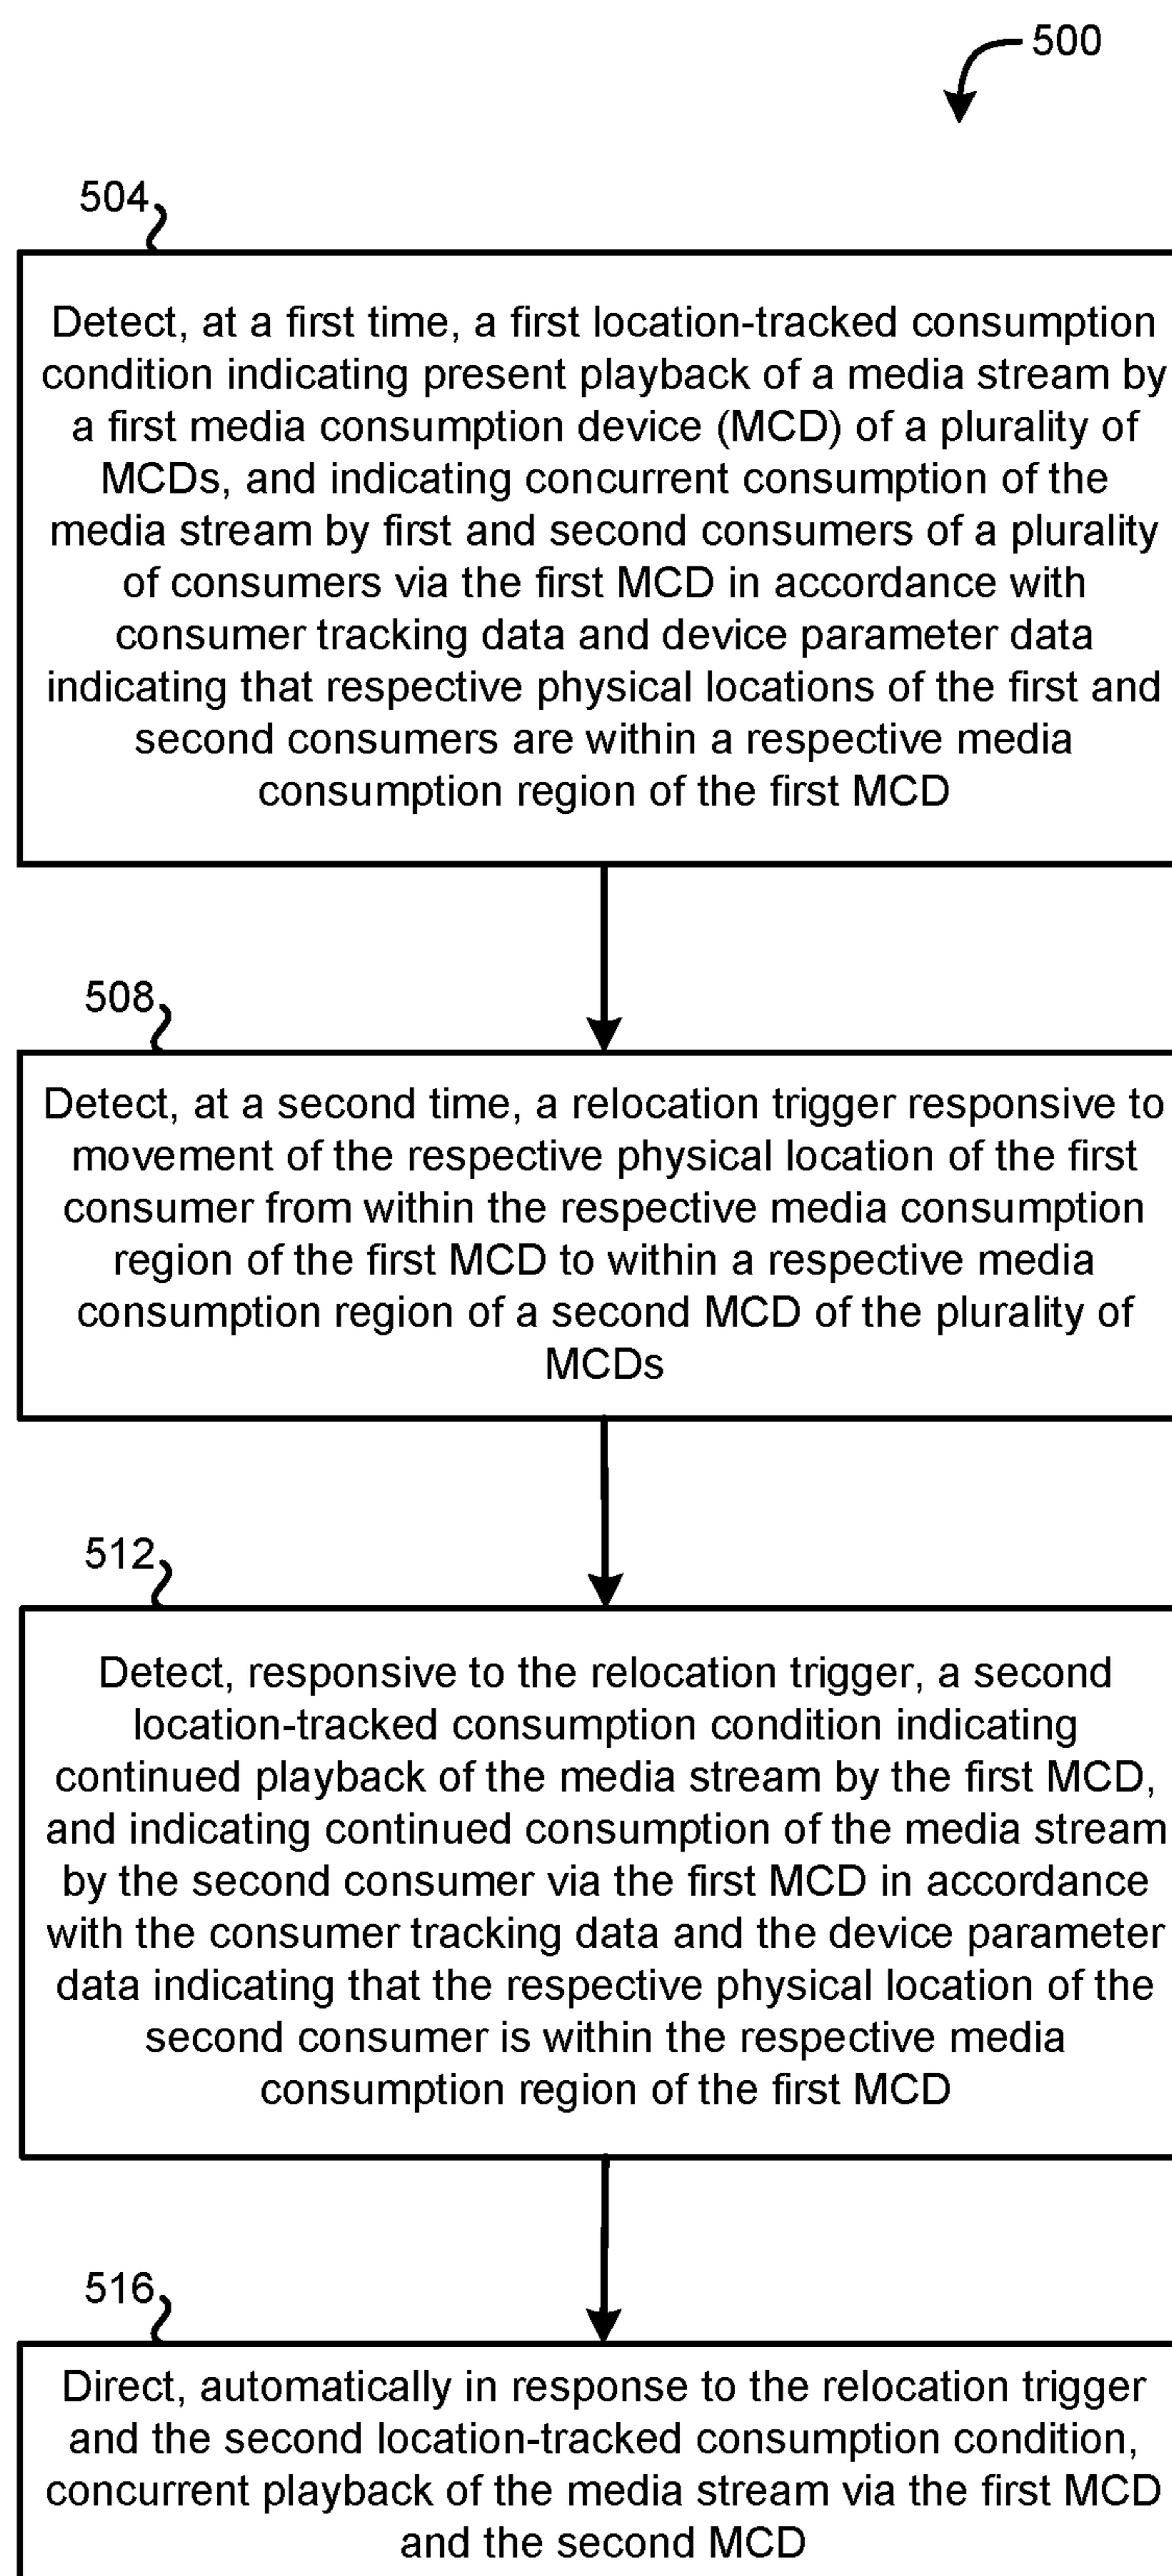 500
504
Detect, at a first time, a first location-tracked consumption
condition indicating present playback of a media stream by
a first media consumption device (MCD) of a plurality of
MCDs, and indicating concurrent consumption of the
media stream by first and second consumers of a plurality
of consumers via the first MCD in accordance with
consumer tracking data and device parameter data
indicating that respective physical locations of the first and
second consumers are within a respective media
consumption region of the first MCD
508
Detect, at a second time, a relocation trigger responsive to
movement of the respective physical location of the first
consumer from within the respective media consumption
region of the first MCD to within a respective media
consumption region of a second MCD of the plurality of
MCDs
512
Detect, responsive to the relocation trigger, a second
location-tracked consumption condition indicating
continued playback of the media stream by the first MCD,
and indicating continued consumption of the media stream
by the second consumer via the first MCD in accordance
with the consumer tracking data and the device parameter
data indicating that the respective physical location of the
second consumer is within the respective media
consumption region of the first MCD
516
Direct, automatically in response to the relocation trigger
and the second location-tracked consumption condition,
concurrent playback of the media stream via the first MCD
and the second MCD